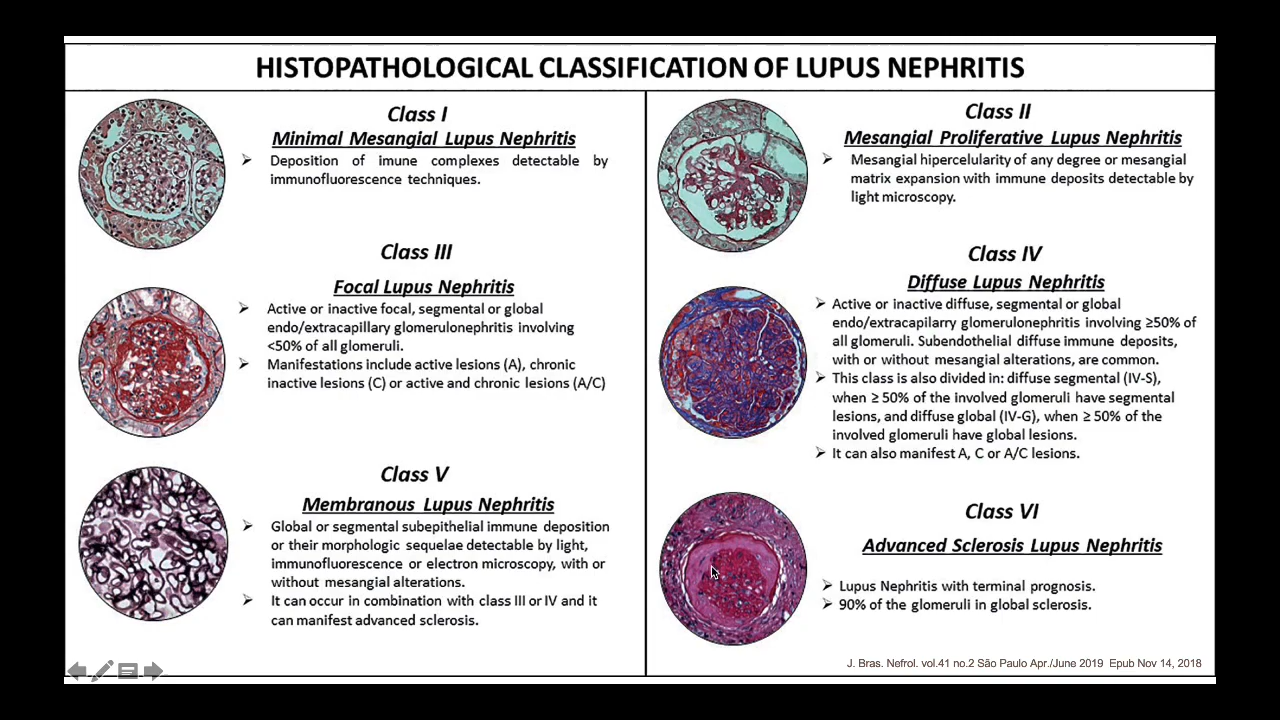 HISTOPATHOLOGICAL CLASSIFICATION OF LUPUS NEPHRITIS
Class I
Minimal Mesangial Lupus Nephritis
➢ Deposition of imune complexes detectable by
immunofluorescence techniques.
Class III
Focal Lupus Nephritis
➢ Active or inactive focal, segmental or global
endo/extracapillary glomerulonephritis involving
<50% of all glomeruli.
➢ Manifestations include active lesions (A), chronic
inactive lesions (C) or active and chronic lesions (A/C)
Class V
Membranous Lupus Nephritis
➢ Global or segmental subepithelial immune deposition
or their morphologic sequelae detectable by light,
immunofluorescence or electron microscopy, with or
without mesangial alterations.
➢ It can occur in combination with class III or IV and it
can manifest advanced sclerosis.
Class II
Mesangial Proliferative Lupus Nephritis
➢ Mesangial hipercelularity of any degree or mesangial
matrix expansion with immune deposits detectable by
light microscopy.
Class IV
Diffuse Lupus Nephritis
➢ Active or inactive diffuse, segmental or global
endo/extracapilarry glomerulonephritis involving ≥50% of
all glomeruli. Subendothelial diffuse immune deposits,
with or without mesangial alterations, are common.
➢ This class is also divided in: diffuse segmental (IV-S),
when ≥ 50% of the involved glomeruli have segmental
lesions, and diffuse global (IV-G), when ≥ 50% of the
involved glomeruli have global lesions.
➢ It can also manifest A, C or A/C lesions.
Class VI
Advanced Sclerosis Lupus Nephritis
➢ Lupus Nephritis with terminal prognosis.
➢ 90% of the glomeruli in global sclerosis.
J. Bras. Nefrol. vol.41 no.2 São Paulo Apr./June 2019 Epub Nov 14, 2018